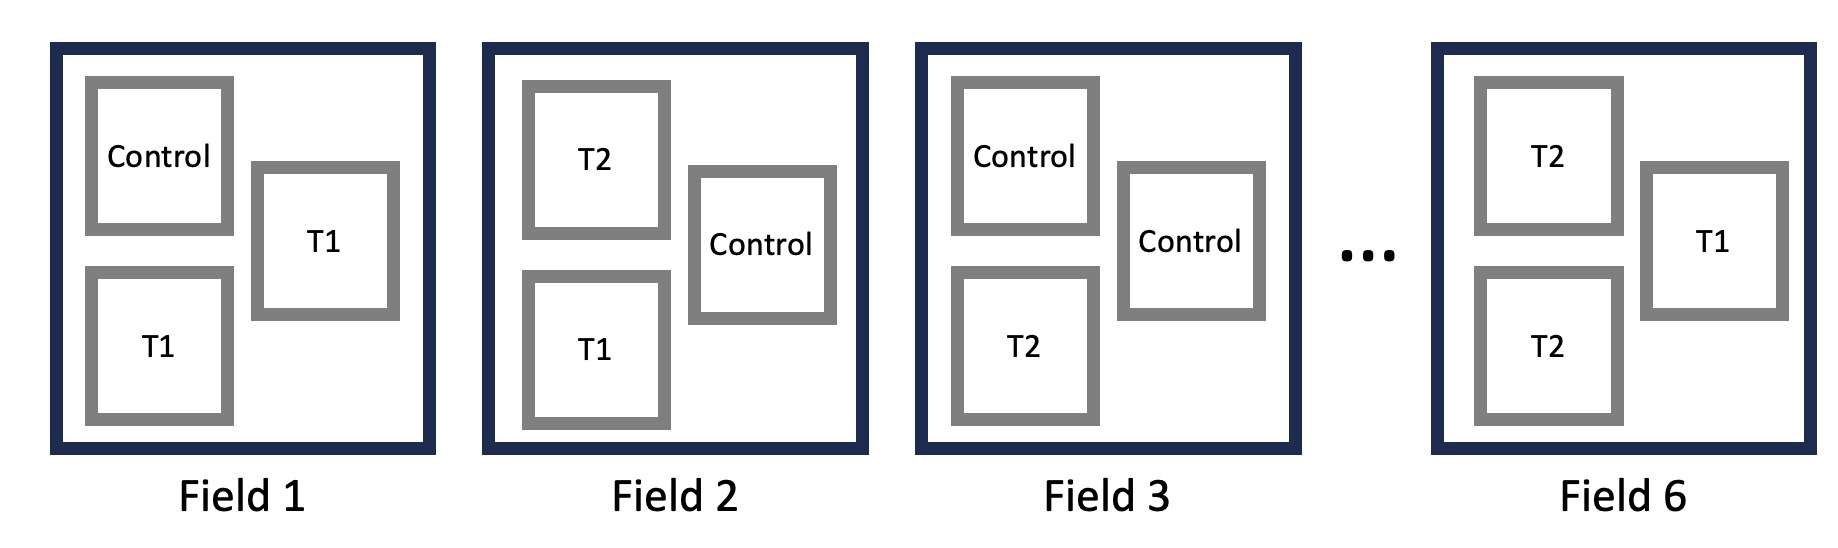 Control
T1
T1
Field 1
T2
Control
T1
Field 2
Control
Control
T2
Field 3
...
T2
T1
T2
Field 6